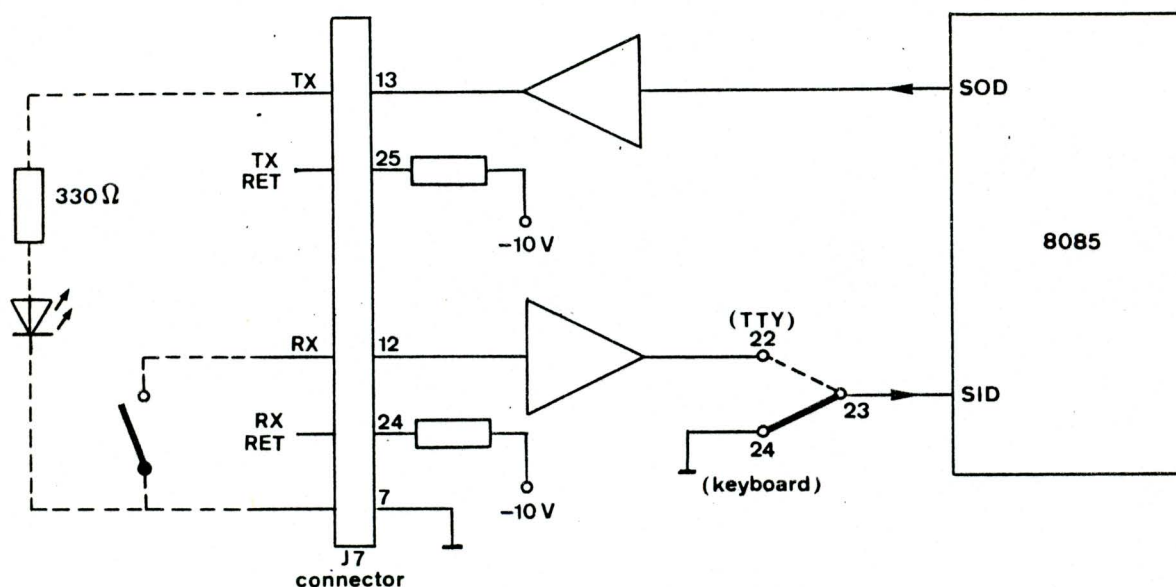 TX
13
SOD
TX
RET
25
330 Ω
-10 V
8085
(TTY)
22
RX
12
23
SID
RX
RET
24
24
(keyboard)
7
-10 V
J7
connector